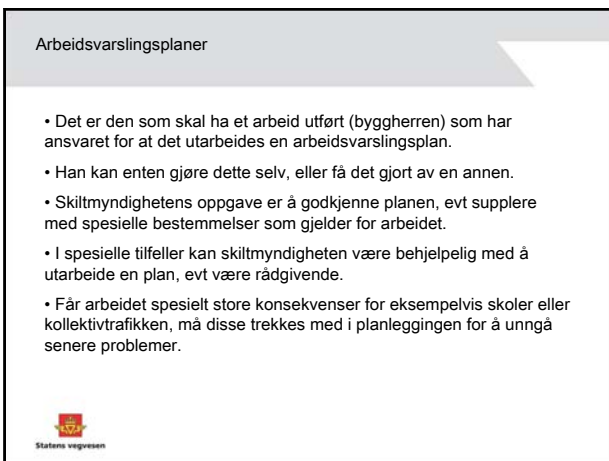 Arbeidsvarslingsplaner
• Det er den som skal ha et arbeid utført (byggherren) som har
ansvaret for at det utarbeides en arbeidsvarslingsplan.
• Han kan enten gjøre dette selv, eller få det gjort av en annen.
• Skiltmyndighetens oppgave er å godkjenne planen, evt supplere
med spesielle bestemmelser som gjelder for arbeidet.
• I spesielle tilfeller kan skiltmyndigheten være behjelpelig med å
utarbeide en plan, evt være rådgivende.
• Får arbeidet spesielt store konsekvenser for eksempelvis skoler eller
kollektivtrafikken, må disse trekkes med i planleggingen for å unngå
senere problemer.
Statens vegvesen